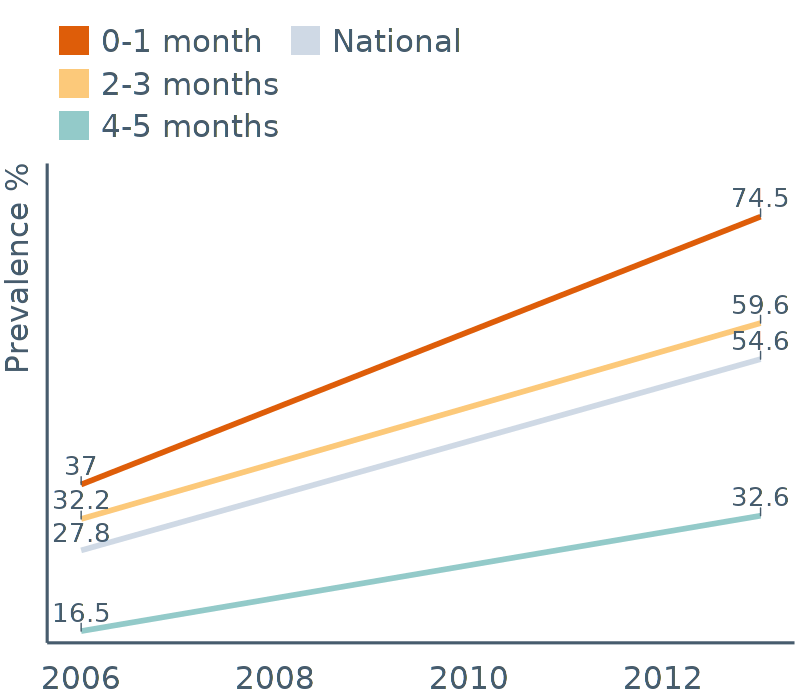 0-1 month
National
2-3 months
4-5 months
Prevalence %
74.5
59.6
54.6
37
32.2
27.8
32.6
16.5
2006 2008 2010 2012